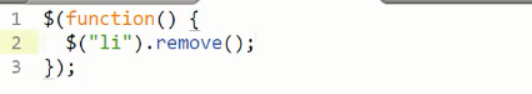 1 $(function() {
2   $("li").remove();
3 });